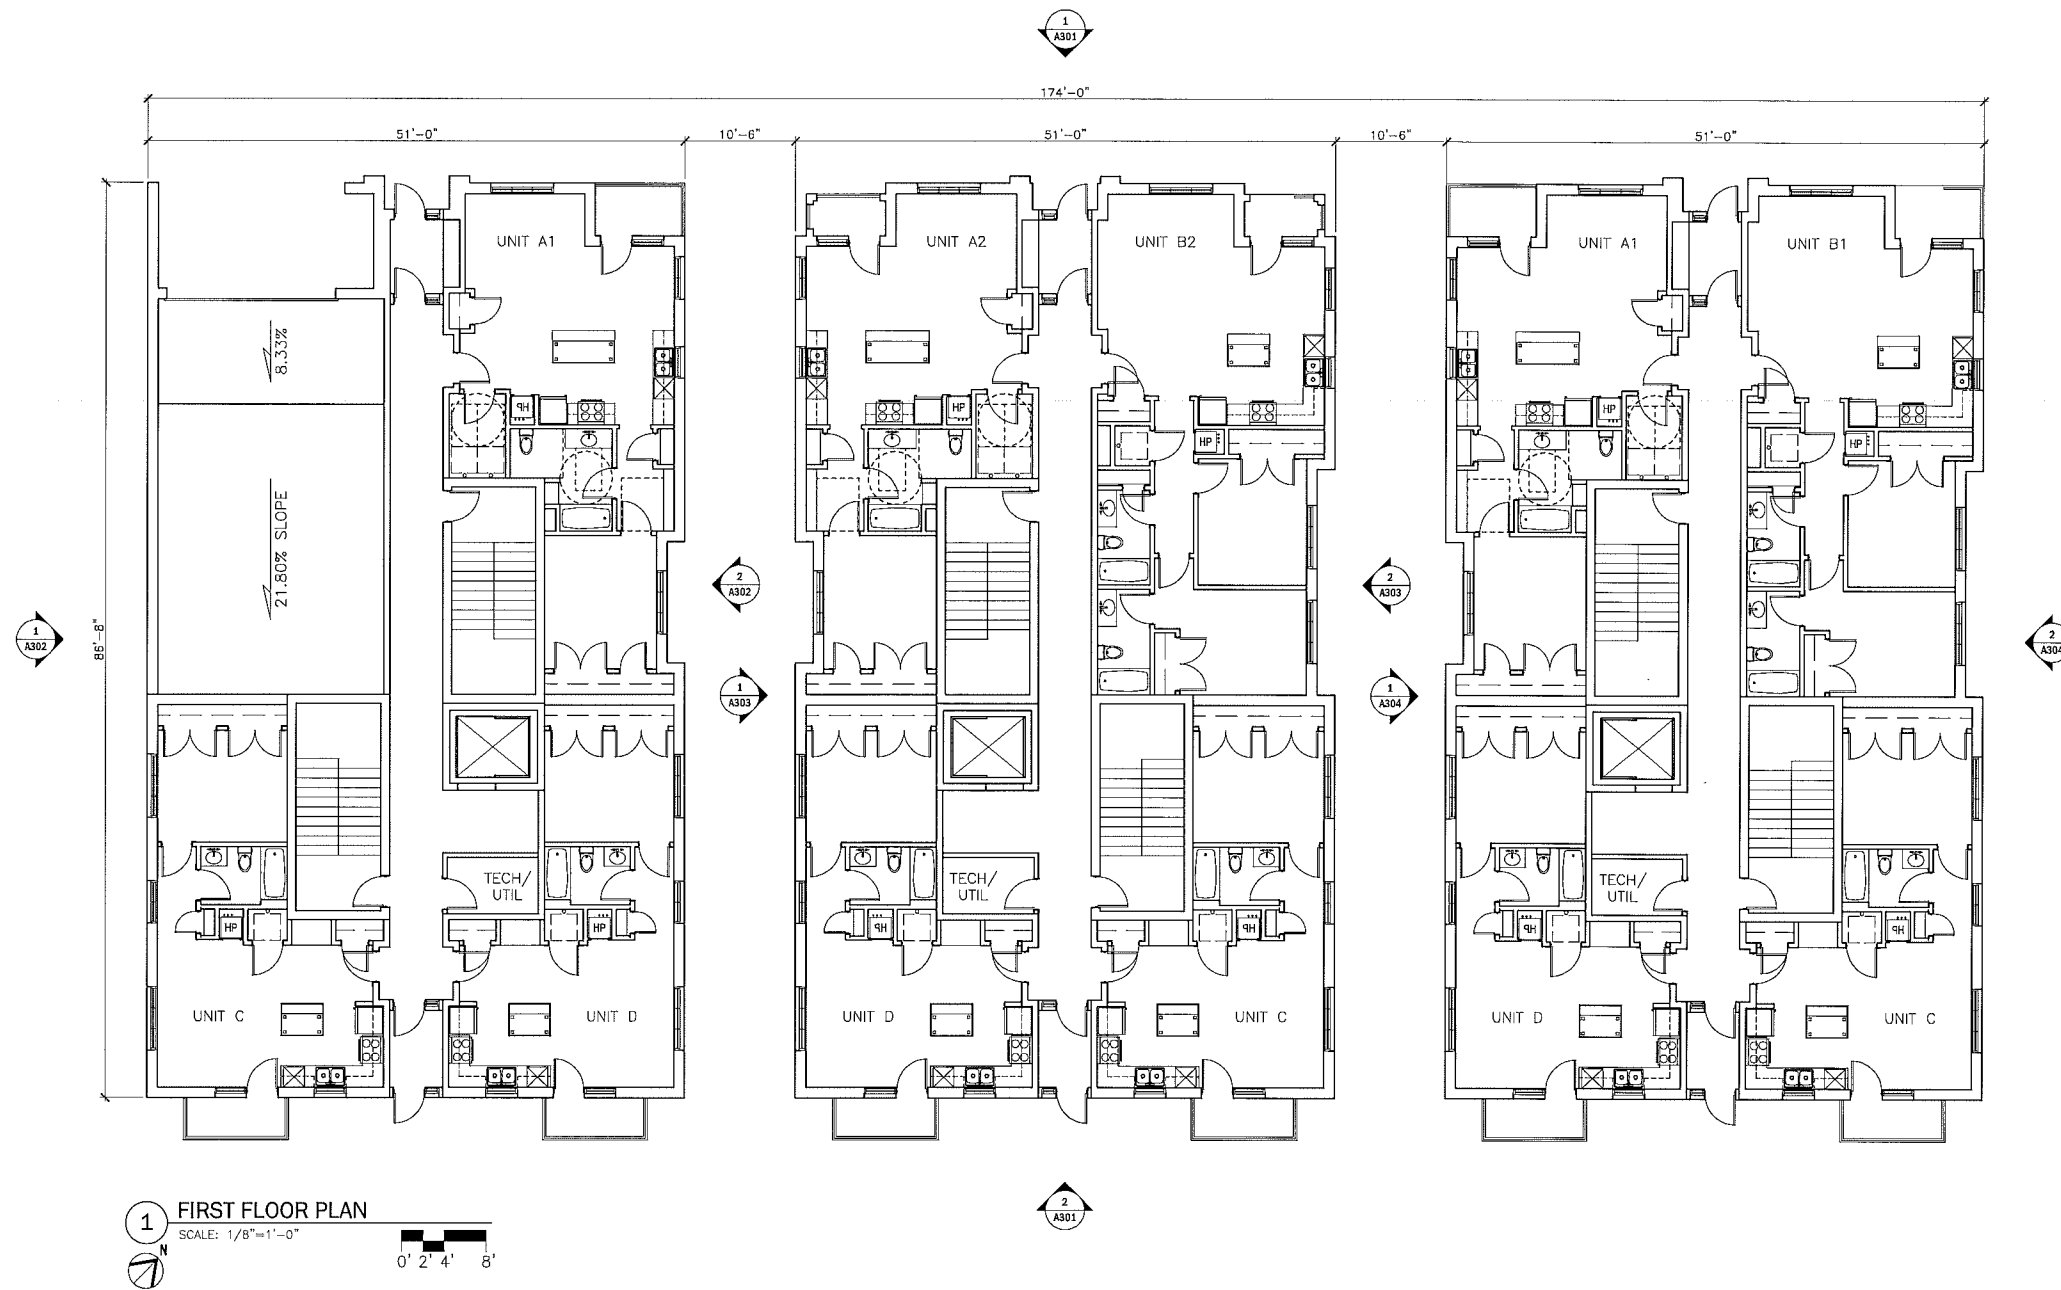 1
A301
174'-0"
51'-0"
10'-6"
51'-0"
10'-6"
51'-0"
UNIT A1
UNIT A2
UNIT B2
UNIT A1
UNIT B1
8.33%
HP
HP
HP
HP
HP
21.80% SLOPE
86'-8"
1
A302
2
A302
2
A303
2
A304
1
A303
1
A304
TECH/
UTIL
TECH/
UTIL
TECH/
UTIL
HP
HP
HP
HP
HP
HP
UNIT C
UNIT D
UNIT D
UNIT C
UNIT D
UNIT C
2
A301
1
FIRST FLOOR PLAN
SCALE: 1/8"=1'-0"
N
0' 2' 4' 8'